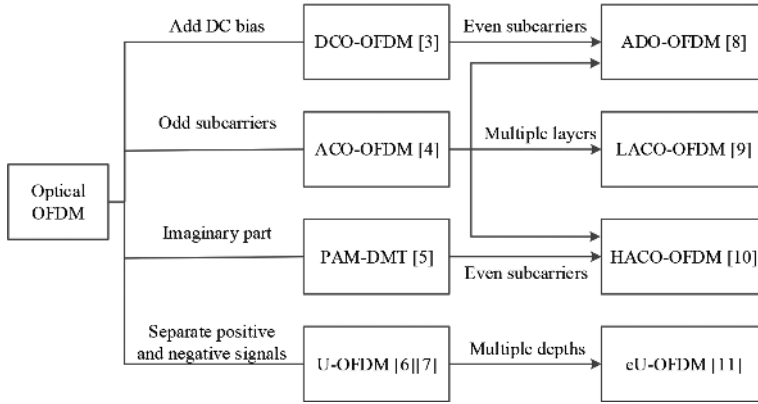 Add DC bias
DCO-OFDM [3]
Even subcarriers
ADO-OFDM [8]
Odd subcarriers
ACO-OFDM [4]
Multiple layers
LACO-OFDM [9]
Optical
OFDM
Imaginary part
PAM-DMT [5]
Even subcarriers
HACO-OFDM [10]
Separate positive
and negative signals
U-OFDM [6][7]
Multiple depths
eU-OFDM [11]